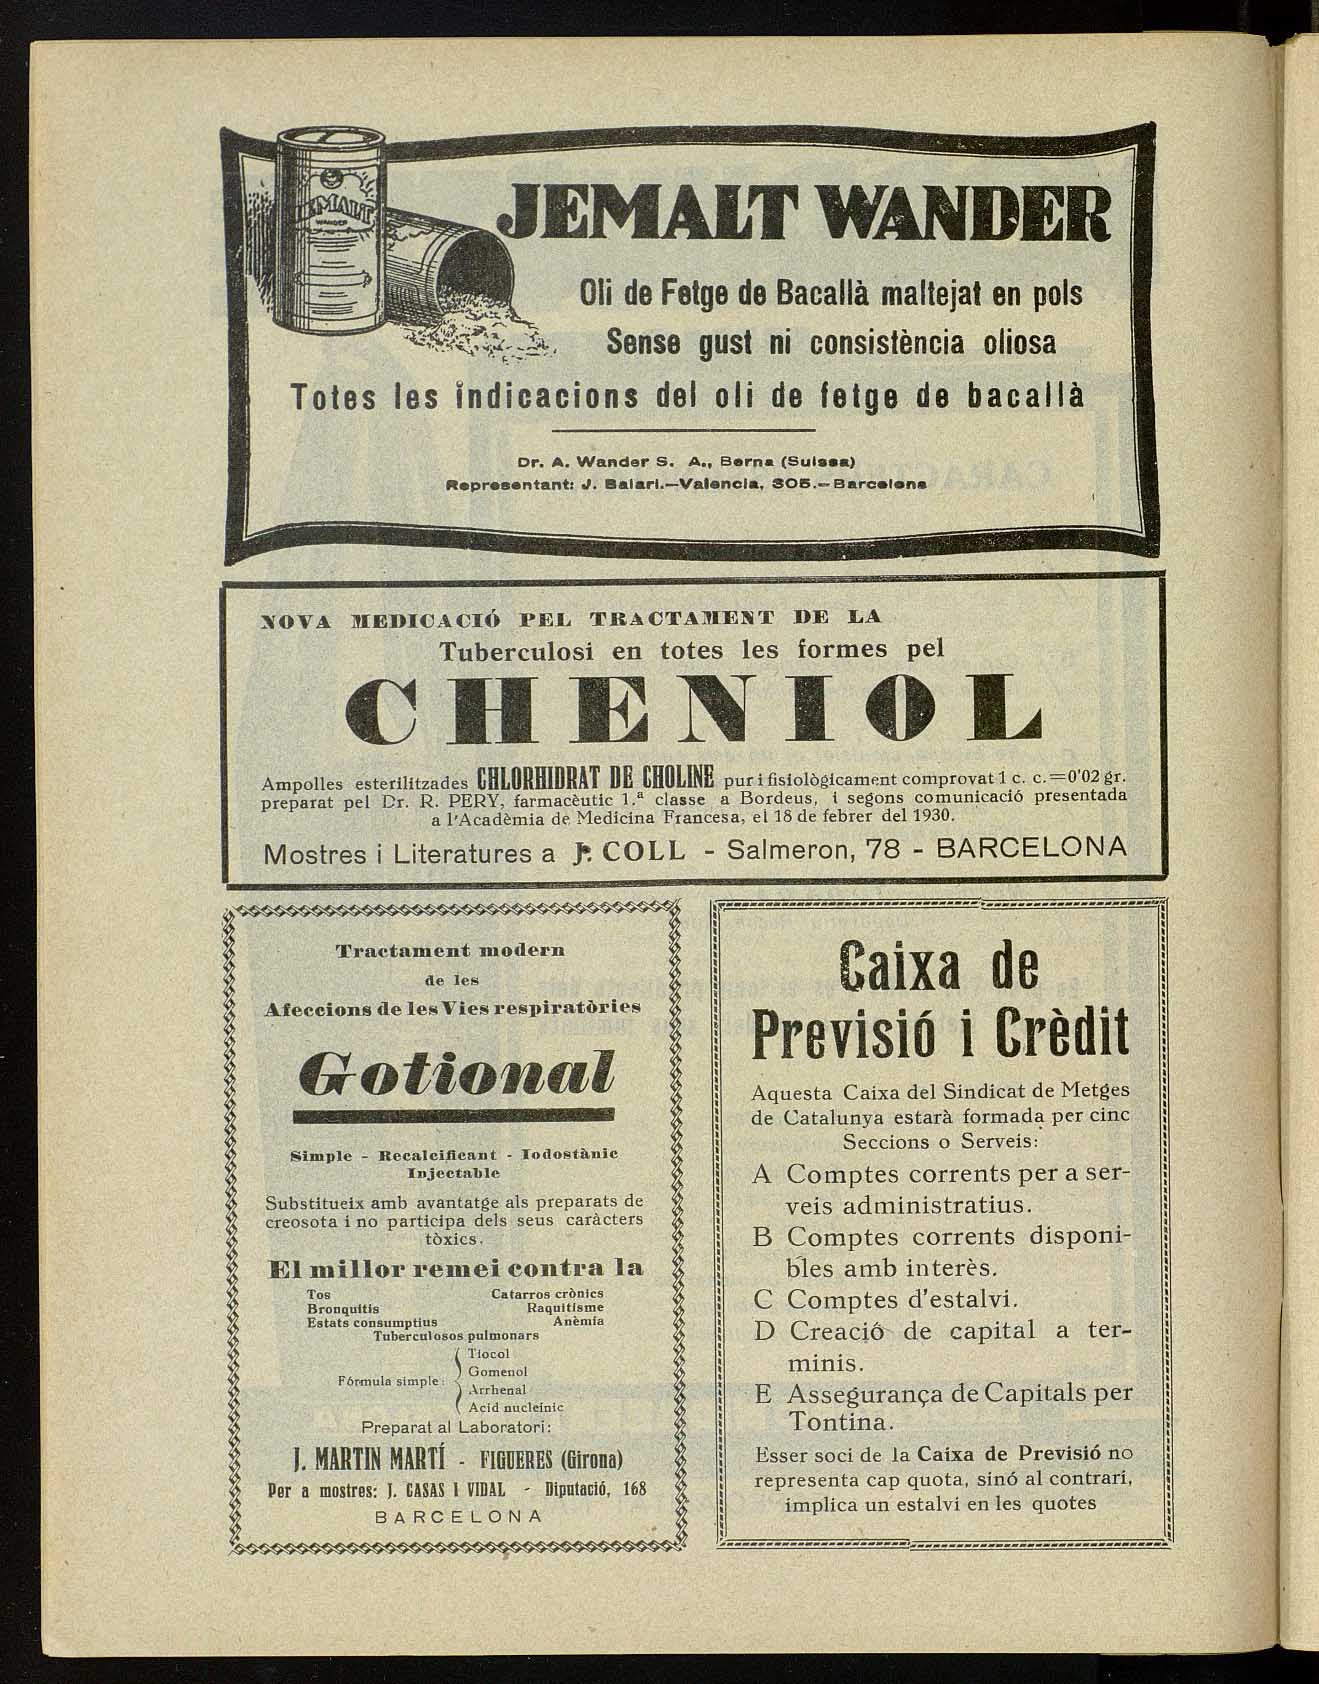 JEMALT
WANDER
JEMALT WANDER
Oli de Fetge de Bacallà maltejat en pols
Sense gust ni consistència oliosa
Totes les indicacions del oli de fetge de bacallà
Dr. A. Wander S. A., Berna (Suissa)
Representant: J. Balari.—Valencia, 305.—Barcelona
NOVA MEDICACIÓ PEL TRACTAMENT DE LA
Tuberculosi en totes les formes pel
CHENIOL
Ampolles esterilitzades CHLORHIDRAT DE CHOLINE pur i fisiològicament comprovat 1 c. c.=0'02 gr.
preparat pel Dr. R. PERY, farmacèutic 1.ª classe a Bordeus, i segons comunicació presentada
a l'Acadèmia de Medicina Francesa, el 18 de febrer del 1930.
Mostres i Literatures a J. COLL - Salmeron, 78 - BARCELONA
Tractament modern
de les
Afeccions de les Vies respiratòries
Gotional
Simple - Recalcificant - Iodostànic
Injectable
Substitueix amb avantatge als preparats de
creosota i no participa dels seus caràcters
tòxics.
El millor remei contra la
Tos Catarros crònics
Bronquitis Raquitisme
Estats consumptius Anèmia
Tuberculosos pulmonars
Fórmula simple: { Tiocol
Gomenol
Arrhenal
Acid nucleínic
Preparat al Laboratori:
J. MARTIN MARTÍ - FIGUERES (Girona)
Per a mostres: J. CASAS I VIDAL - Diputació, 168
BARCELONA
Caixa de
Previsió i Crèdit
Aquesta Caixa del Sindicat de Metges
de Catalunya estarà formada per cinc
Seccions o Serveis:
A Comptes corrents per a ser-
veis administratius.
B Comptes corrents disponi-
bles amb interès.
C Comptes d'estalvi.
D Creació de capital a ter-
minis.
E Assegurança de Capitals per
Tontina.
Esser soci de la Caixa de Previsió no
representa cap quota, sinó al contrari,
implica un estalvi en les quotes